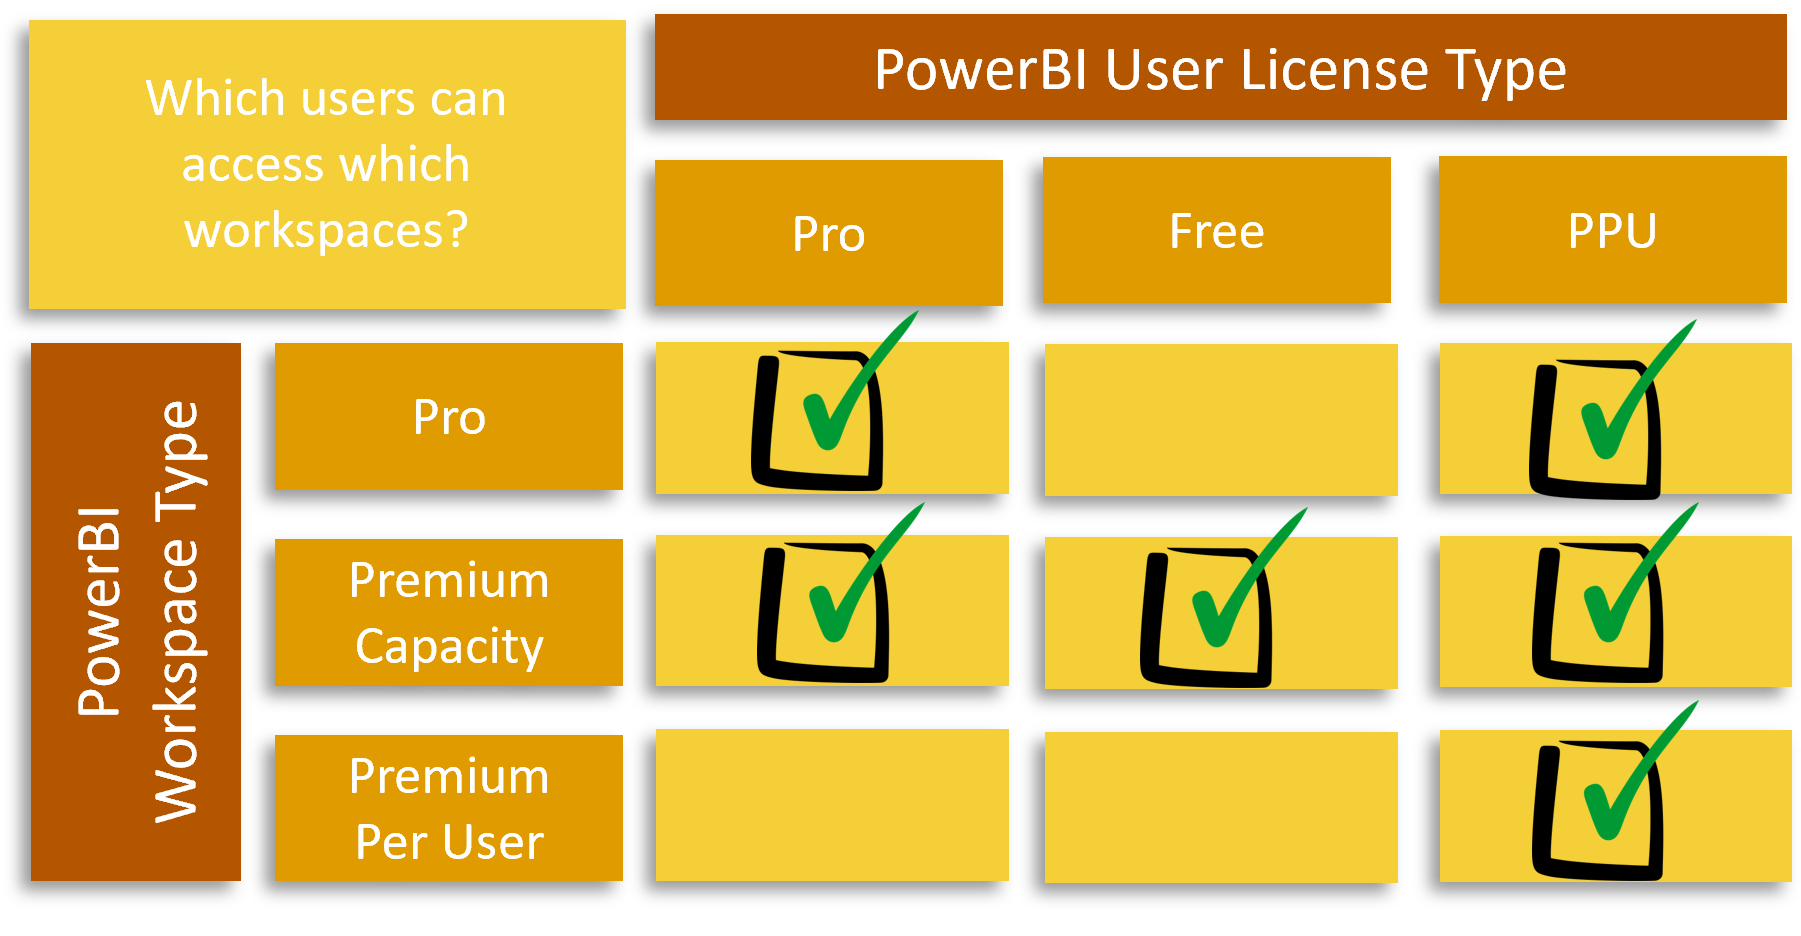 Which users can
access which
workspaces?
PowerBI User License Type
Pro
Free
PPU
PowerBI
Workspace Type
Pro
Premium
Capacity
Premium
Per User